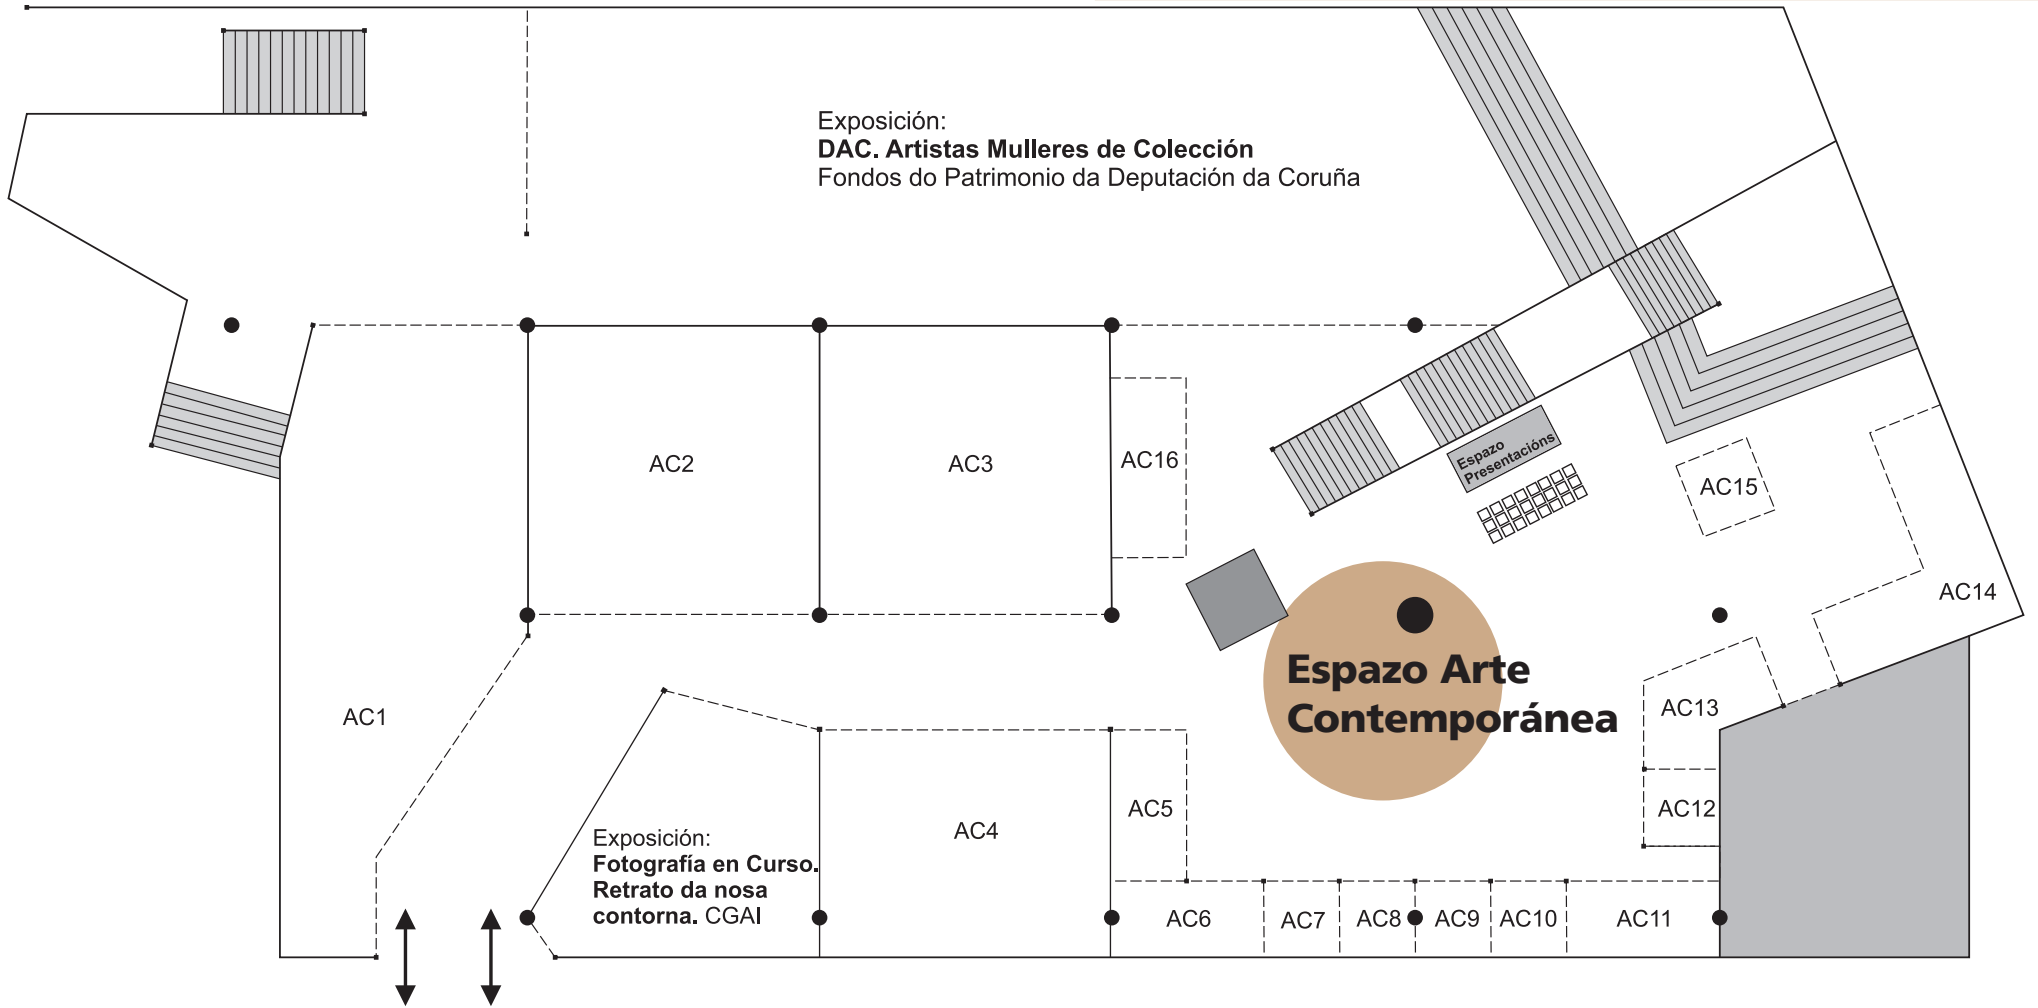 Exposición:
DAC. Artistas Mulleres de Colección
Fondos do Patrimonio da Deputación da Coruña
AC2
AC3
AC16
Espazo
Presentacións
AC15
AC14
Espazo Arte
Contemporánea
AC1
AC13
AC5
AC12
AC4
Exposición:
Fotografía en Curso.
Retrato da nosa
contorna. CGAI
AC6
AC7
AC8
AC9
AC10
AC11